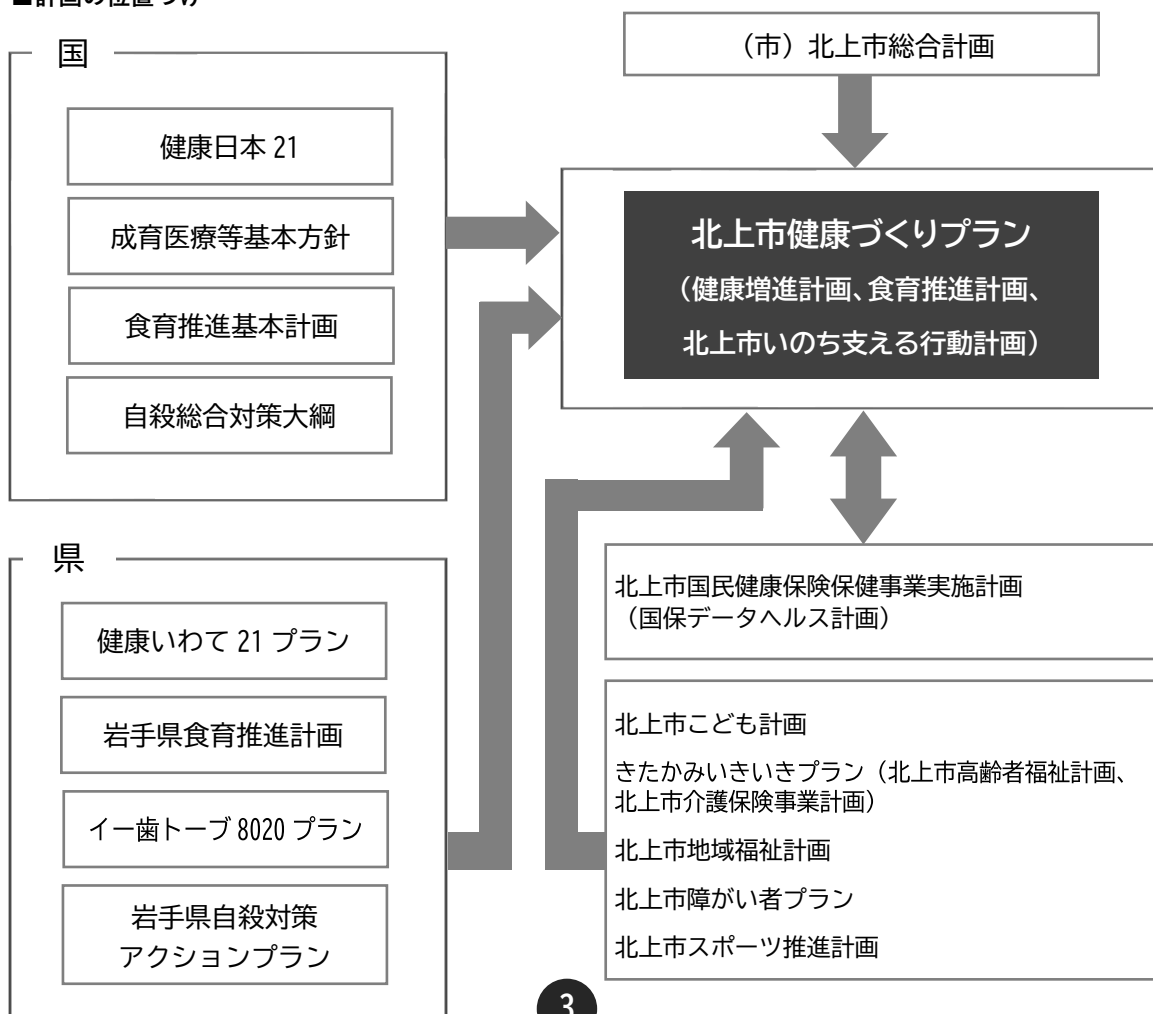 ■計画の位置づけ
国
健康日本 21
成育医療等基本方針
食育推進基本計画
自殺総合対策大綱
県
健康いわて 21 プラン
岩手県食育推進計画
イー歯トーブ 8020 プラン
岩手県自殺対策
アクションプラン
（市）北上市総合計画
北上市健康づくりプラン
（健康増進計画、食育推進計画、
北上市いのち支える行動計画）
北上市国民健康保険保健事業実施計画
（国保データヘルス計画）
北上市こども計画
きたかみいきいきプラン（北上市高齢者福祉計画、
北上市介護保険事業計画）
北上市地域福祉計画
北上市障がい者プラン
北上市スポーツ推進計画
3